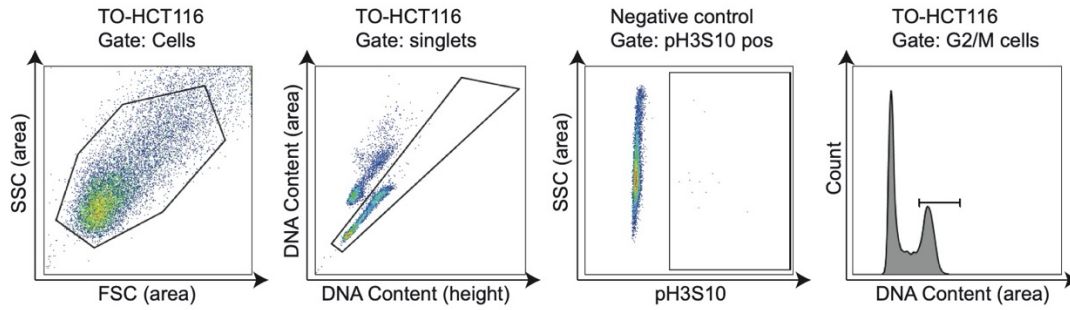 TO-HCT116
Gate: Cells
SSC (area)
FSC (area)
TO-HCT116
Gate: singlets
DNA Content (area)
DNA Content (height)
Negative control
Gate: pH3S10 pos
SSC (area)
pH3S10
TO-HCT116
Gate: G2/M cells
Count
DNA Content (area)